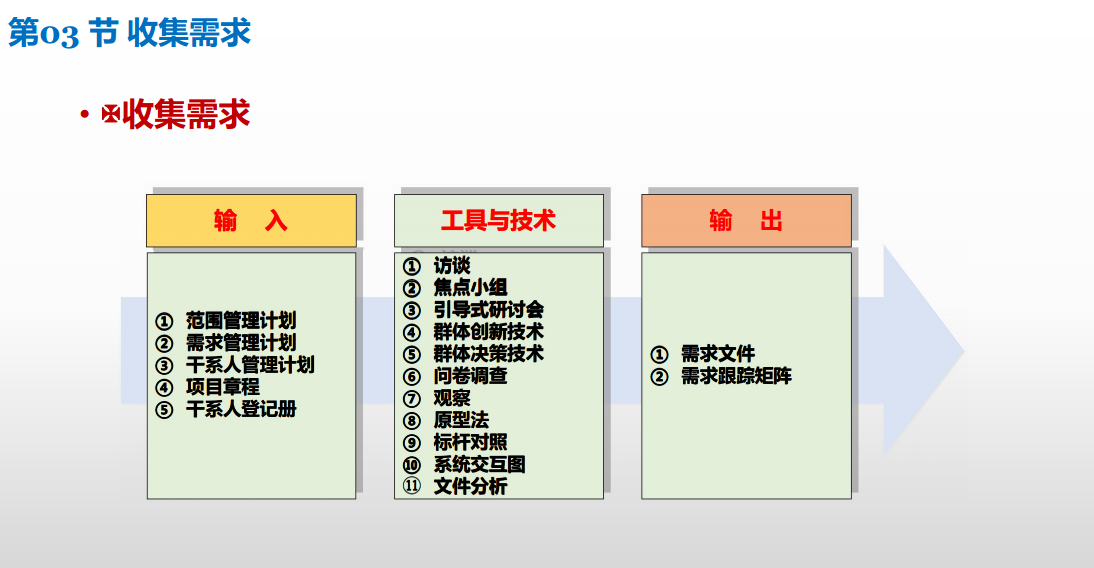 第03 节 收集需求
• ✠收集需求
输 入
工具与技术
输 出
① 范围管理计划
② 需求管理计划
③ 干系人管理计划
④ 项目章程
⑤ 干系人登记册
① 访谈
② 焦点小组
③ 引导式研讨会
④ 群体创新技术
⑤ 群体决策技术
⑥ 问卷调查
⑦ 观察
⑧ 原型法
⑨ 标杆对照
⑩ 系统交互图
⑪ 文件分析
① 需求文件
② 需求跟踪矩阵